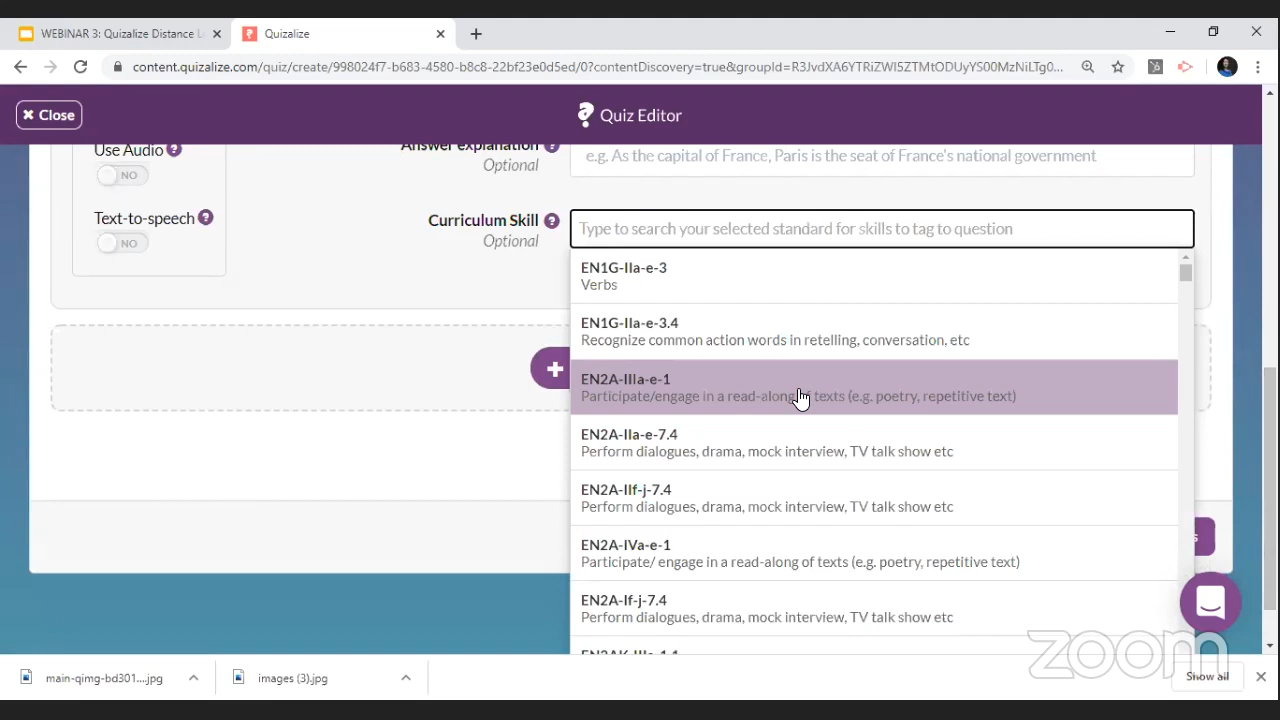 WEBINAR 3: Quizalize Distance L
Quizalize
content.quizalize.com/quiz/create/998024f7-b683-4580-b8c8-22bf23e0d5ed/0?contentDiscovery=true&groupId=R3JvdXA6YTRiZWI5ZTMtODUyYS00MzNiLTg0...
✖ Close
Quiz Editor
Use Audio ?
NO
Text-to-speech ?
NO
Answer explanation ?
Optional
e.g. As the capital of France, Paris is the seat of France's national government
Curriculum Skill ?
Optional
Type to search your selected standard for skills to tag to question
EN1G-IIa-e-3
Verbs
EN1G-IIa-e-3.4
Recognize common action words in retelling, conversation, etc
EN2A-IIIa-e-1
Participate/engage in a read-along of texts (e.g. poetry, repetitive text)
EN2A-IIa-e-7.4
Perform dialogues, drama, mock interview, TV talk show etc
EN2A-IIf-j-7.4
Perform dialogues, drama, mock interview, TV talk show etc
EN2A-IVa-e-1
Participate/ engage in a read-along of texts (e.g. poetry, repetitive text)
EN2A-If-j-7.4
Perform dialogues, drama, mock interview, TV talk show etc
zoom
main-qimg-bd301....jpg
images (3).jpg
Show all